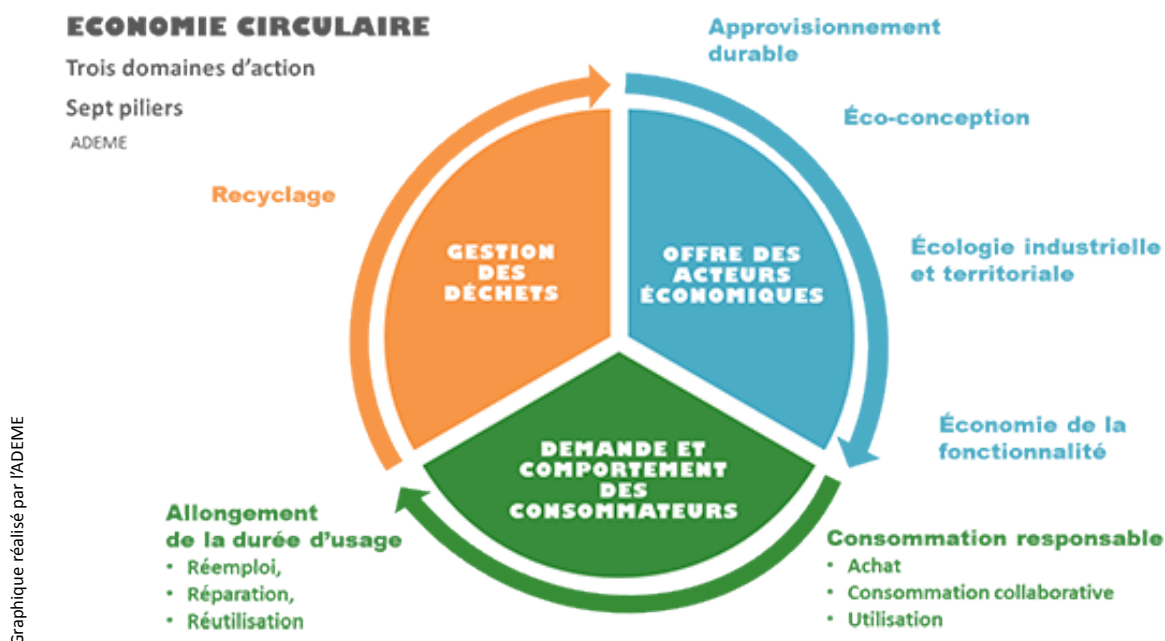 ECONOMIE CIRCULAIRE
Trois domaines d'action
Sept piliers
ADEME
Approvisionnement
durable
Éco-conception
Écologie industrielle
et territoriale
Économie de la
fonctionnalité
Recyclage
GESTION
DES
DÉCHETS
OFFRE DES
ACTEURS
ÉCONOMIQUES
DEMANDE ET
COMPORTEMENT
DES
CONSOMMATEURS
Consommation responsable
• Achat
• Consommation collaborative
• Utilisation
Allongement
de la durée d'usage
• Réemploi,
• Réparation,
• Réutilisation
Graphique réalisé par l'ADEME